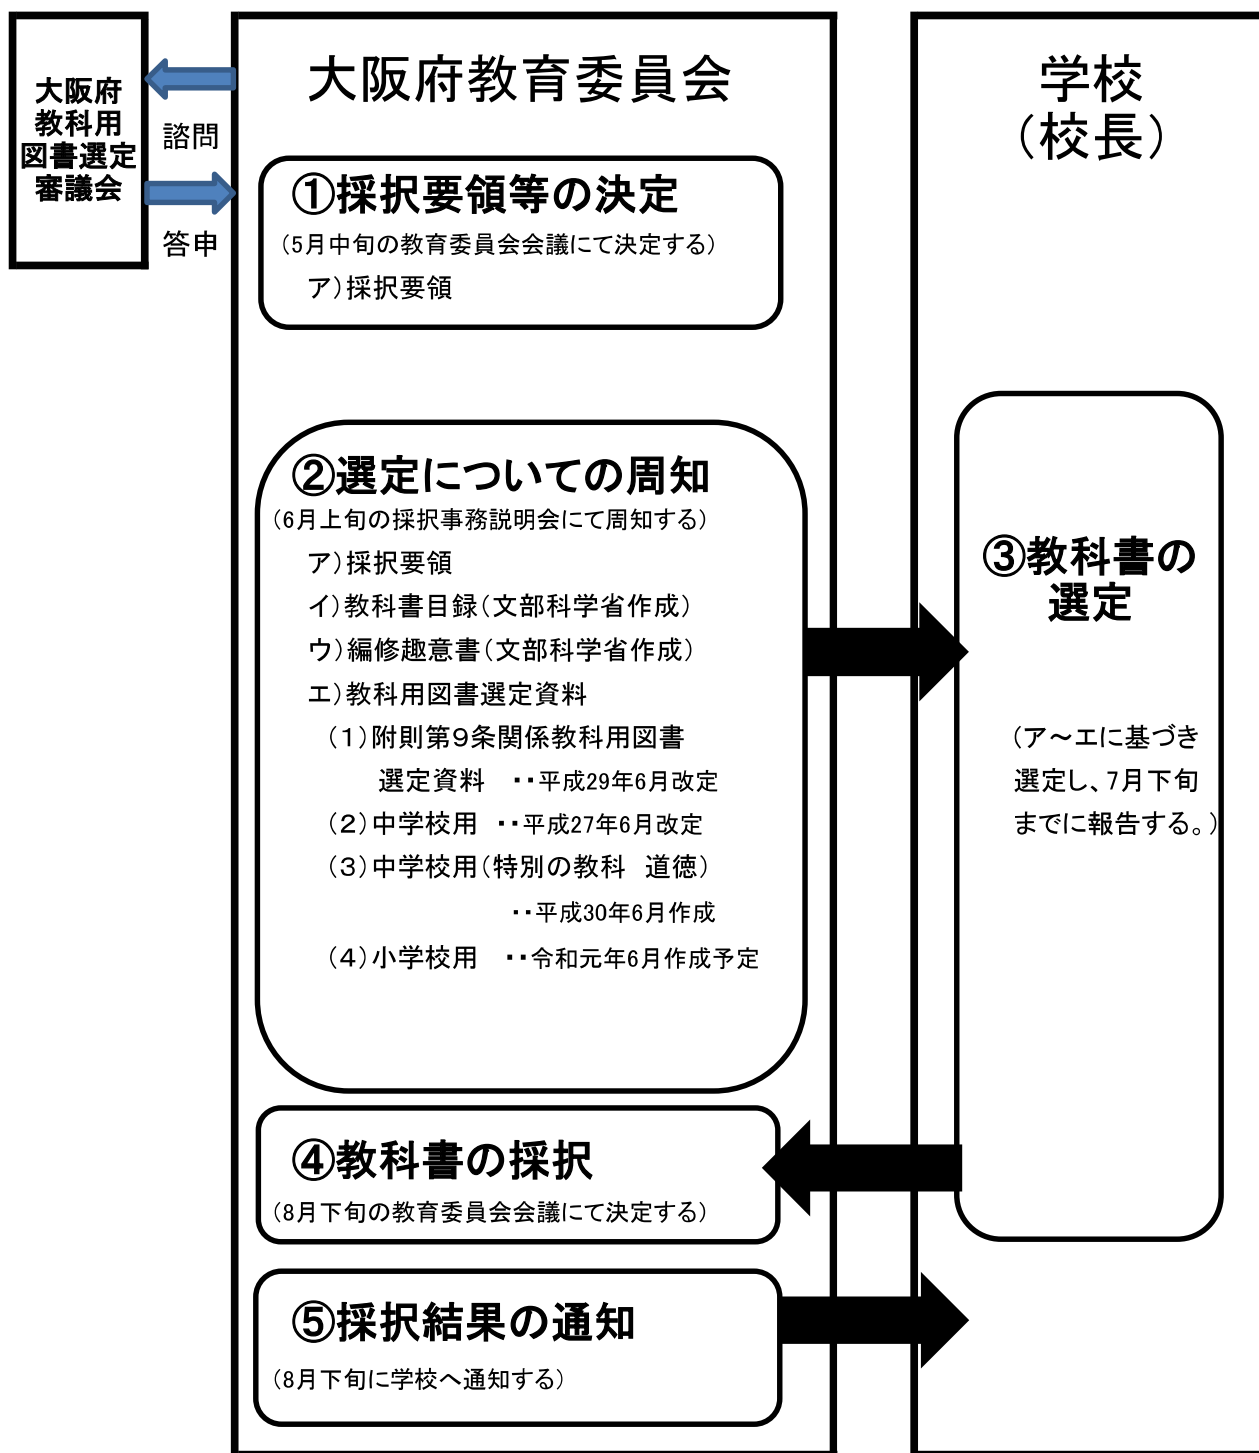 大阪府
教科用
図書選定
審議会
諮問
答申
大阪府教育委員会
①採択要領等の決定
(5月中旬の教育委員会会議にて決定する)
ア)採択要領
②選定についての周知
(6月上旬の採択事務説明会にて周知する)
ア)採択要領
イ)教科書目録(文部科学省作成)
ウ)編修趣意書(文部科学省作成)
エ)教科用図書選定資料
(1)附則第9条関係教科用図書
選定資料 ・・平成29年6月改定
(2)中学校用 ・・平成27年6月改定
(3)中学校用(特別の教科 道徳)
・・平成30年6月作成
(4)小学校用 ・・令和元年6月作成予定
④教科書の採択
(8月下旬の教育委員会会議にて決定する)
⑤採択結果の通知
(8月下旬に学校へ通知する)
学校
(校長)
③教科書の
選定
(ア~エに基づき
選定し、7月下旬
までに報告する。)